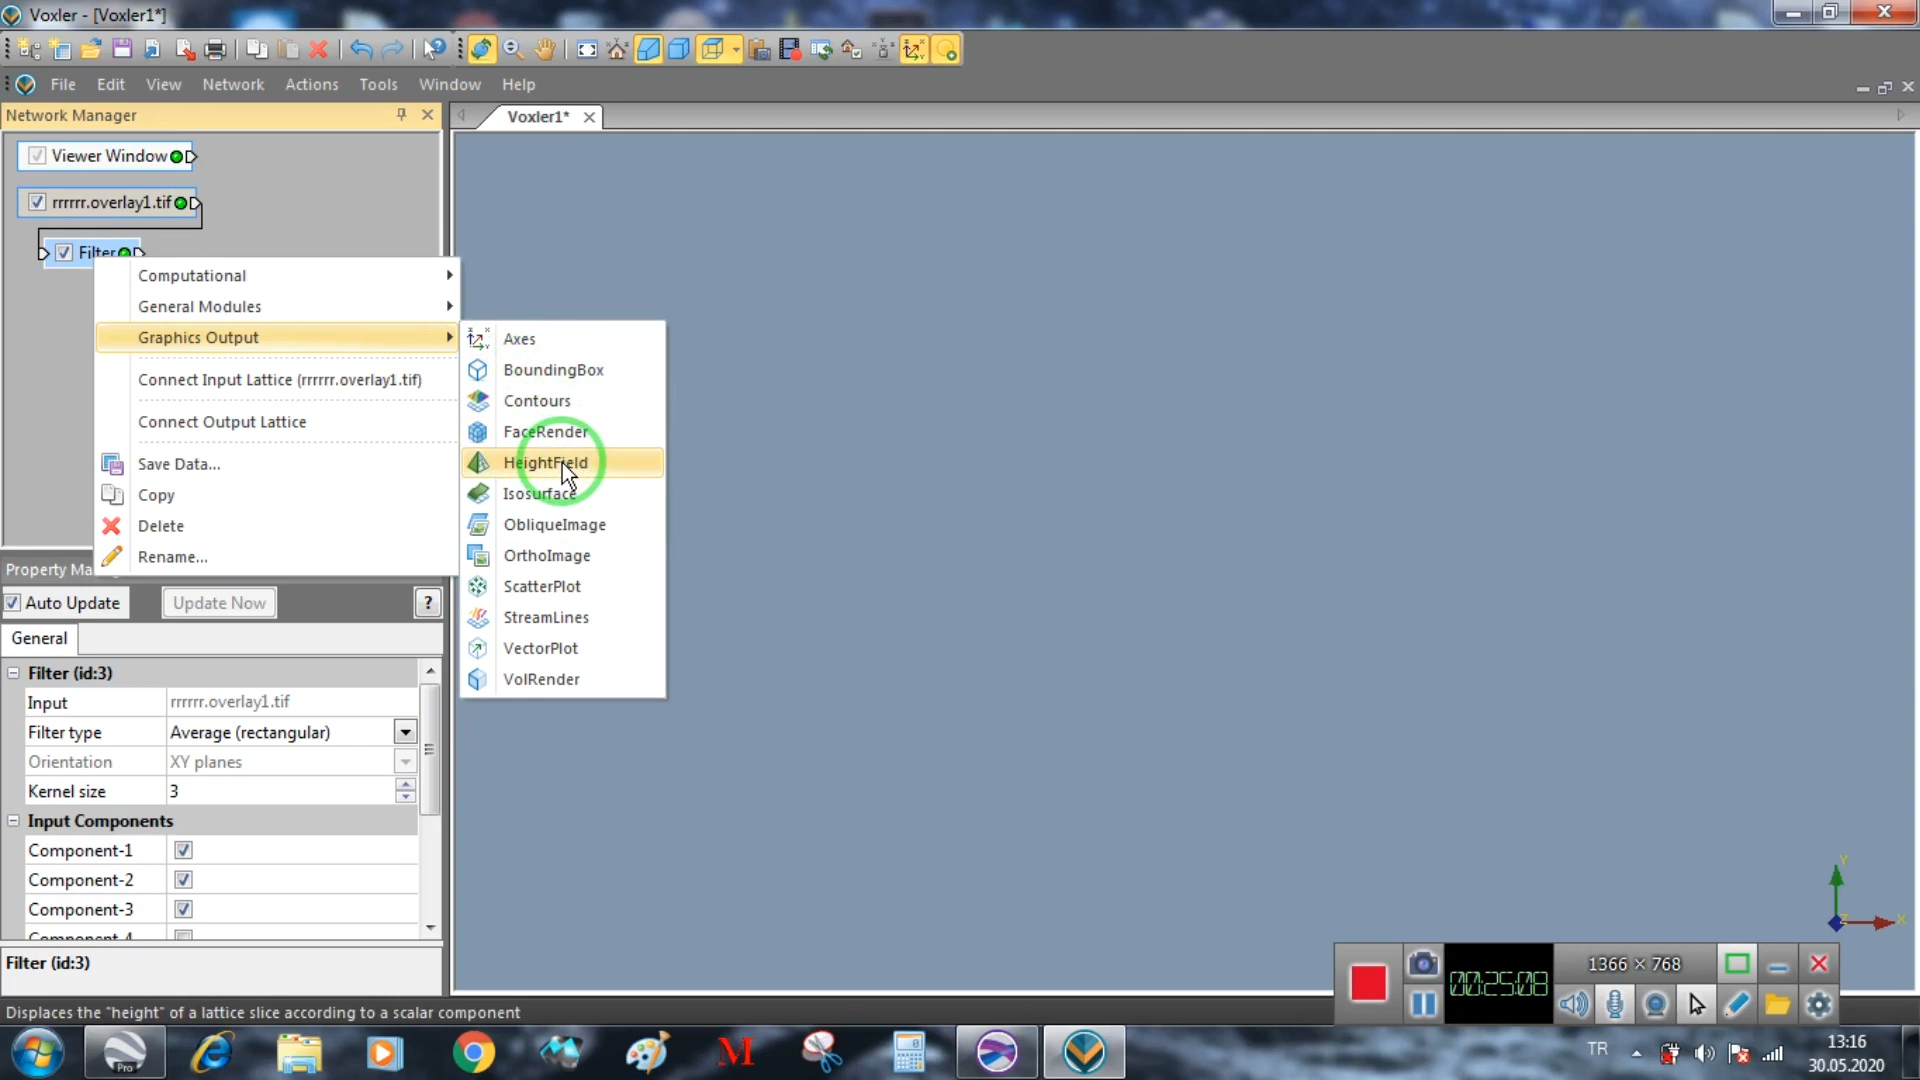 Voxler - [Voxler1*]
File Edit View Network Actions Tools Window Help
Network Manager
Voxler1*
Viewer Window
rrrrrr.overlay1.tif
Filter
Computational
General Modules
Graphics Output
Connect Input Lattice (rrrrrr.overlay1.tif)
Connect Output Lattice
Save Data...
Copy
Delete
Rename...
Axes
BoundingBox
Contours
FaceRender
HeightField
Isosurface
ObliqueImage
OrthoImage
ScatterPlot
StreamLines
VectorPlot
VolRender
Property Ma
Auto Update Update Now ?
General
Filter (id:3)
Input rrrrrr.overlay1.tif
Filter type Average (rectangular)
Orientation XY planes
Kernel size 3
Input Components
Component-1
Component-2
Component-3
Component-4
Filter (id:3)
Displaces the "height" of a lattice slice according to a scalar component
Y
X
Z
00:25:08
1366 × 768
Pro
M
0
TR
13:16
30.05.2020